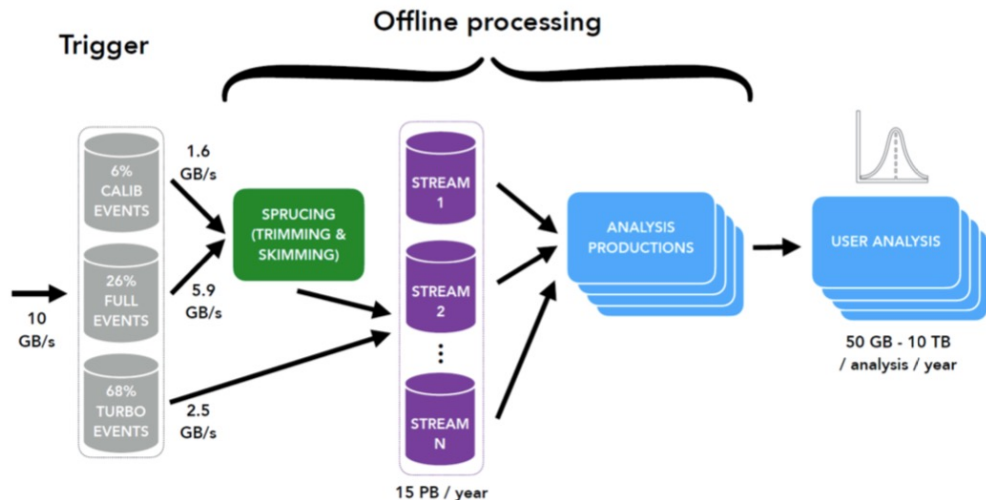 Trigger
Offline processing
10
GB/s
6%
CALIB
EVENTS
26%
FULL
EVENTS
68%
TURBO
EVENTS
1.6
GB/s
5.9
GB/s
2.5
GB/s
SPRUCING
(TRIMMING &
SKIMMING)
STREAM
1
STREAM
2
STREAM
N
15 PB / year
ANALYSIS
PRODUCTIONS
USER ANALYSIS
50 GB - 10 TB
/ analysis / year